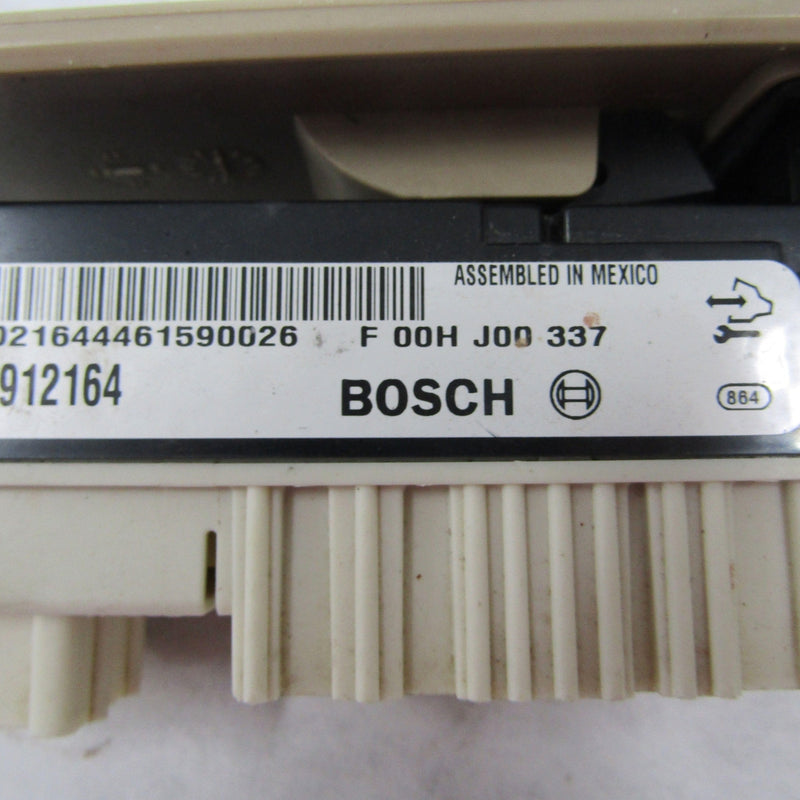 ASSEMBLED IN MEXICO
021644461590026 F 00H J00 337
912164 BOSCH
864